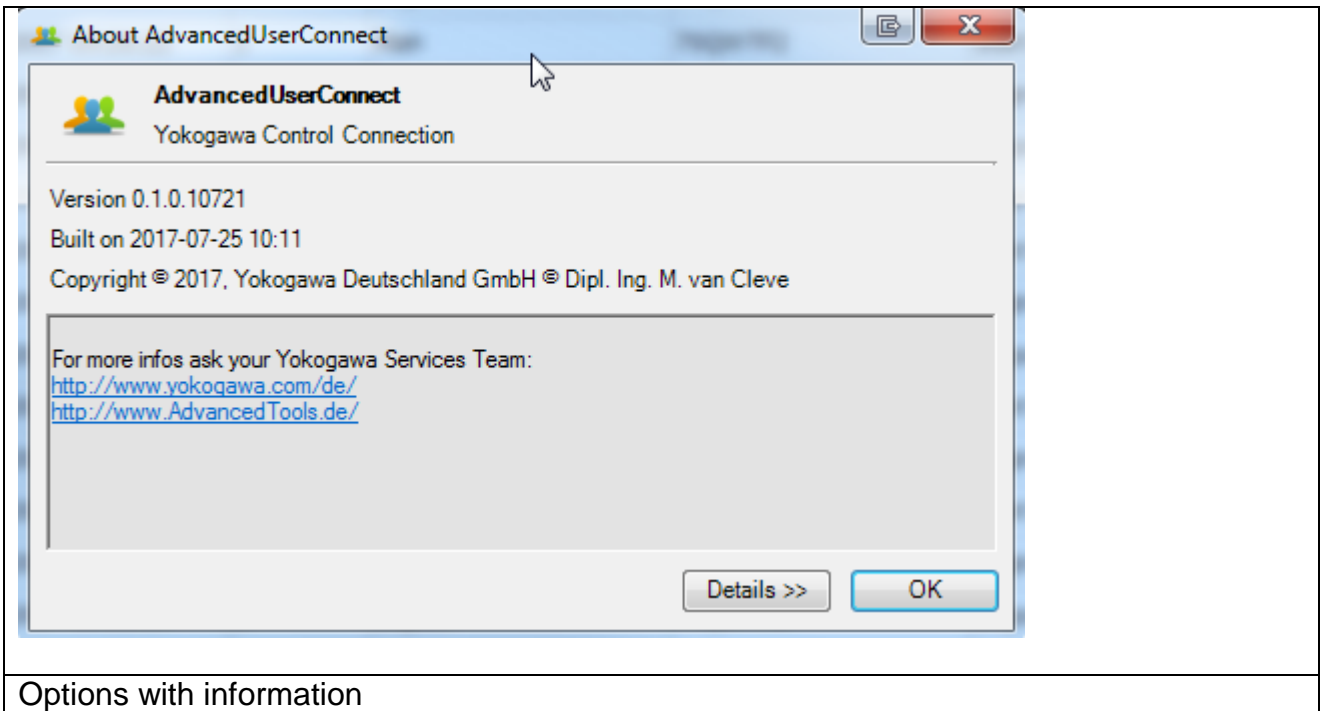 About AdvancedUserConnect
AdvancedUserConnect
Yokogawa Control Connection
Version 0.1.0.10721
Built on 2017-07-25 10:11
Copyright © 2017, Yokogawa Deutschland GmbH © Dipl. Ing. M. van Cleve
For more infos ask your Yokogawa Services Team:
http://www.yokogawa.com/de/
http://www.AdvancedTools.de/
Details >>
OK
Options with information